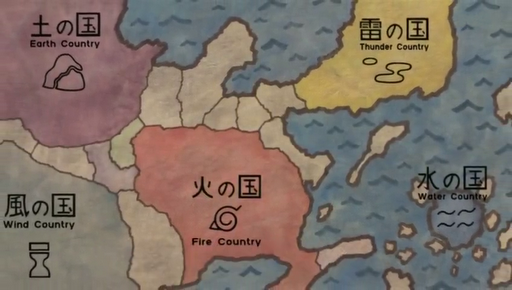 土の国
Earth Country
雷の国
Thunder Country
火の国
Fire Country
水の国
Water Country
風の国
Wind Country